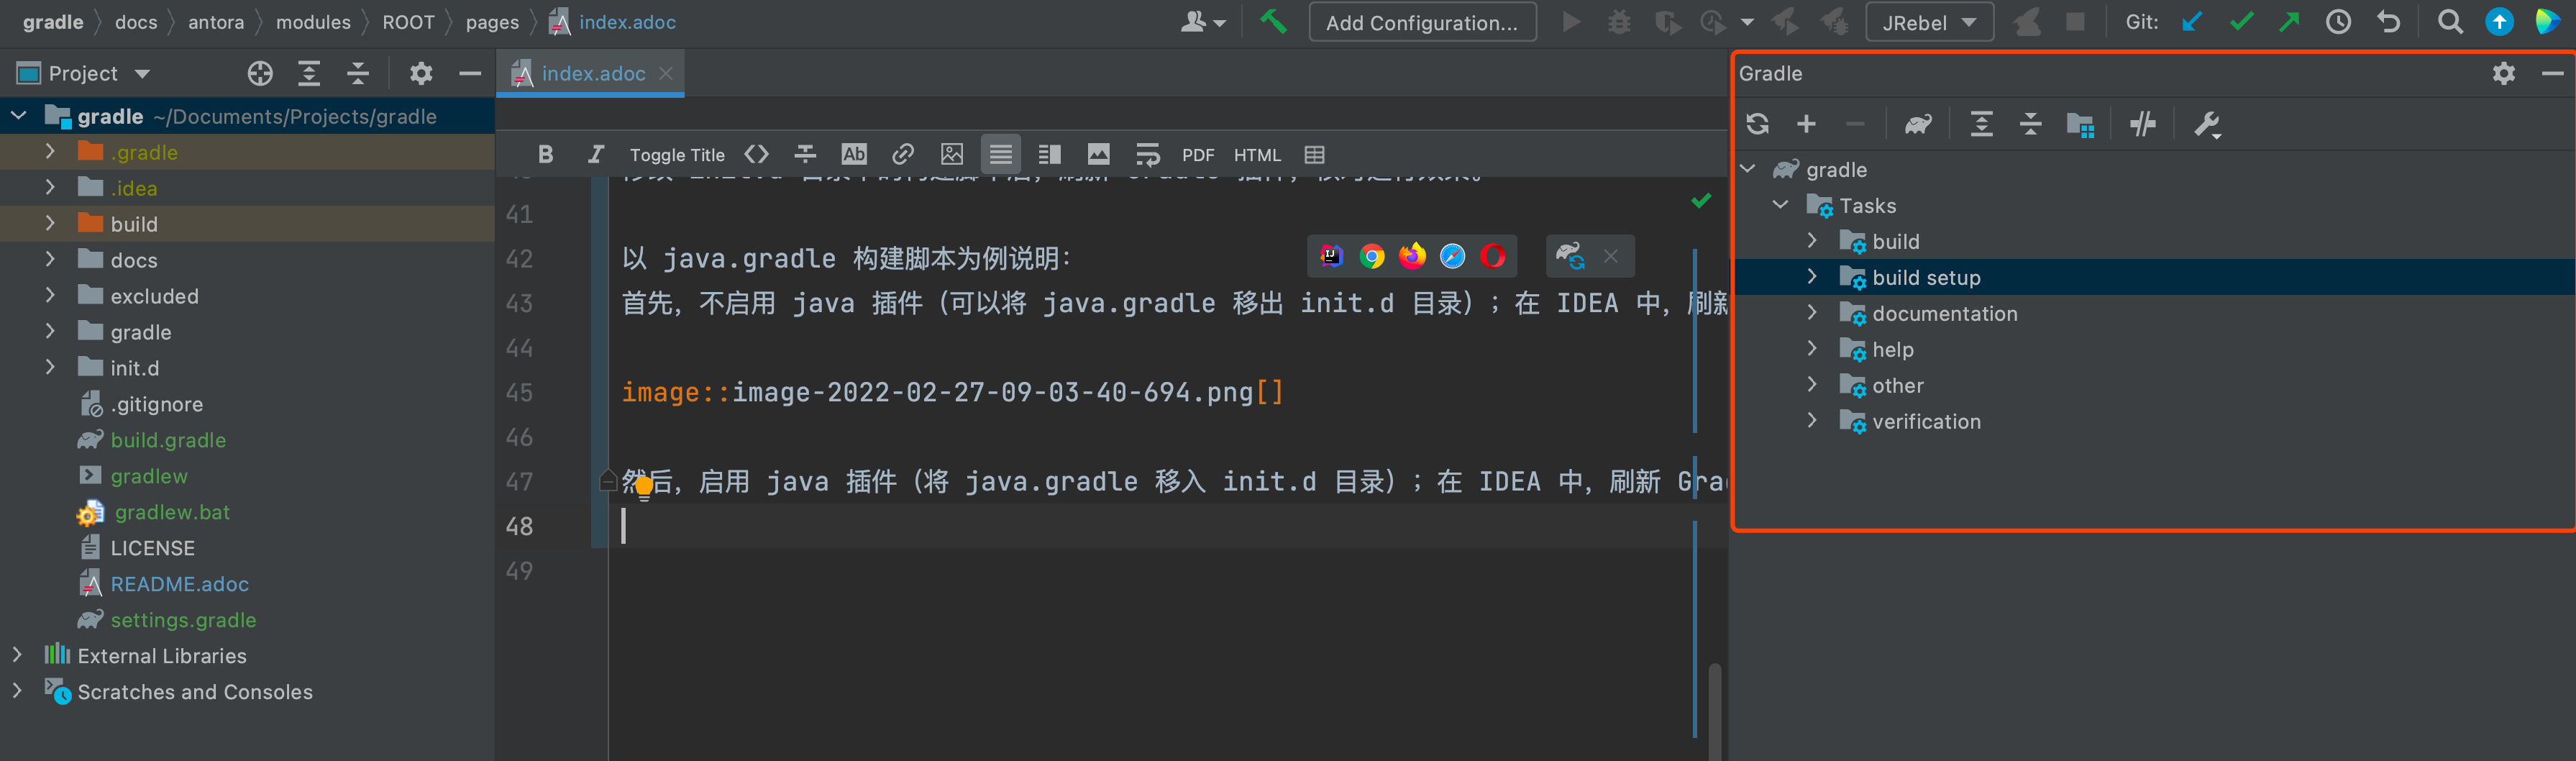 gradle docs antora modules ROOT pages index.adoc
Add Configuration...
JRebel
Git:
Project
gradle ~/Documents/Projects/gradle
.gradle
.idea
build
docs
excluded
gradle
init.d
.gitignore
build.gradle
gradlew
gradlew.bat
LICENSE
README.adoc
settings.gradle
External Libraries
Scratches and Consoles
index.adoc
B I Toggle Title <> Ab PDF HTML
41
42 以 java.gradle 构建脚本为例说明：
43 首先，不启用 java 插件（可以将 java.gradle 移出 init.d 目录）；在 IDEA 中，刷新
44
45 image::image-2022-02-27-09-03-40-694.png[]
46
47 然后，启用 java 插件（将 java.gradle 移入 init.d 目录）；在 IDEA 中，刷新 Gra
48
49
Gradle
gradle
Tasks
build
build setup
documentation
help
other
verification